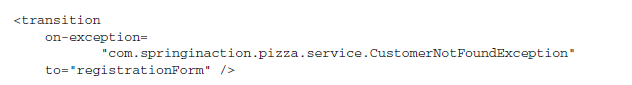 <transition
on-exception=
"com.springinaction.pizza.service.CustomerNotFoundException"
to="registrationForm" />